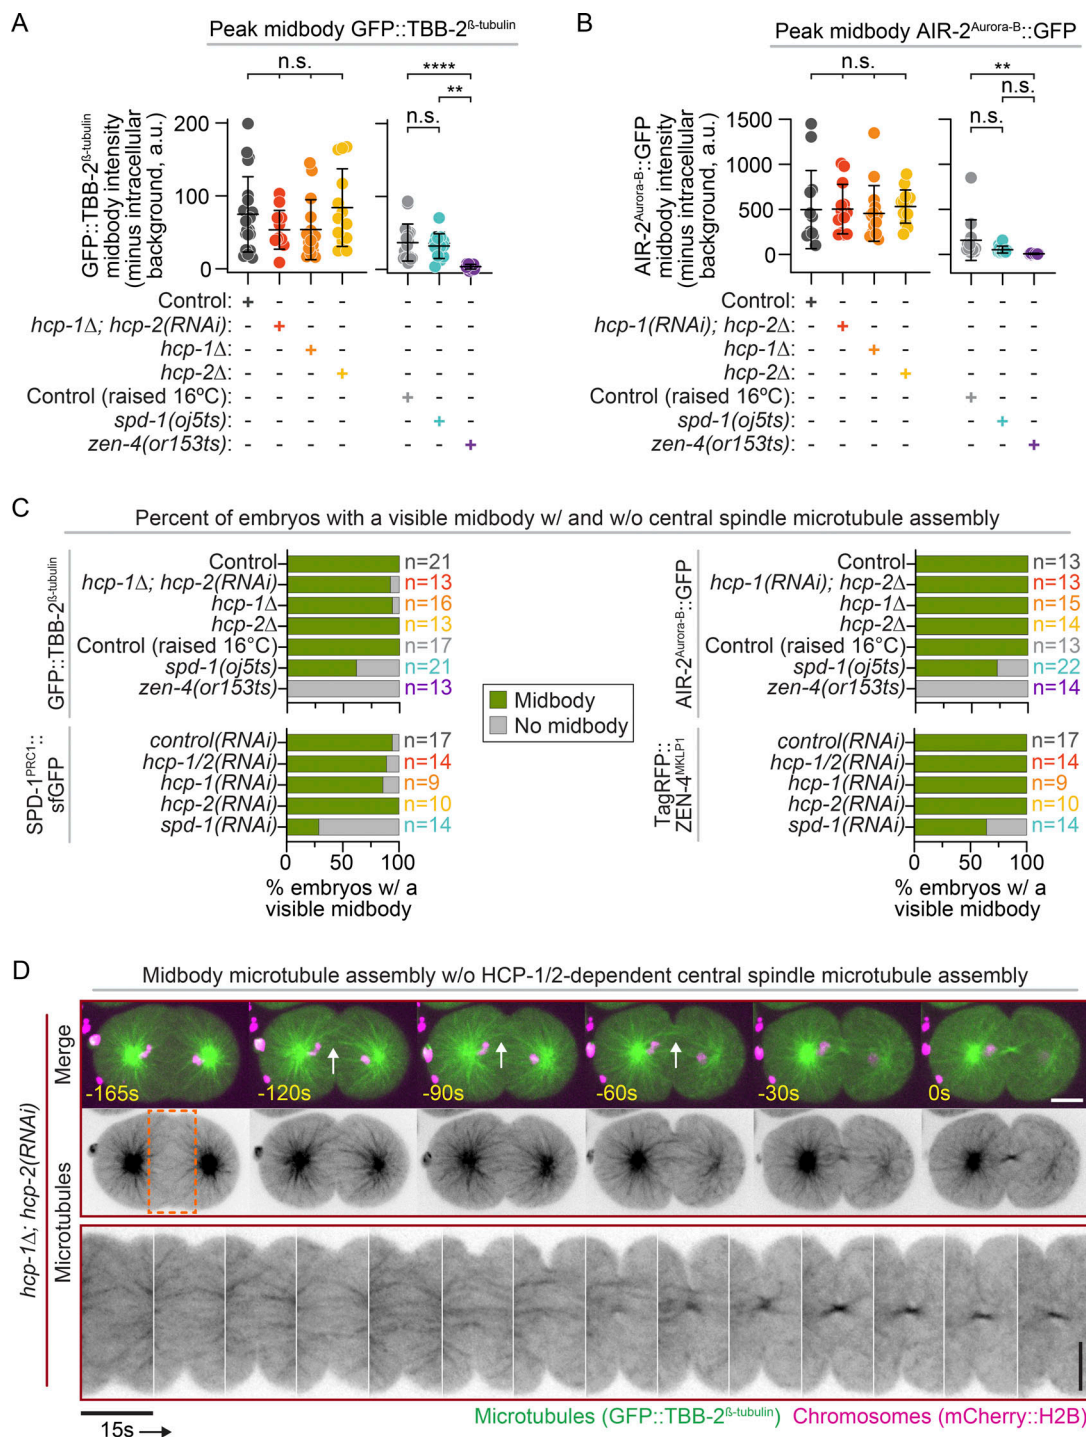 A
Peak midbody GFP::TBB-2ß-tubulin
n.s.
****
**
n.s.
GFP::TBB-2ß-tubulin
midbody intensity
(minus intracellular
background, a.u.)
200
100
0
Control: + - - - - - -
hcp-1Δ; hcp-2(RNAi): - + - - - - -
hcp-1Δ: - - + - - - -
hcp-2Δ: - - - + - - -
Control (raised 16ºC) - - - - + - -
spd-1(oj5ts): - - - - - + -
zen-4(or153ts): - - - - - - +
B
Peak midbody AIR-2Aurora-B::GFP
n.s.
**
n.s.
n.s.
AIR-2Aurora-B::GFP
midbody intensity
(minus intracellular
background, a.u.)
1500
1000
500
0
Control: + - - - - - -
hcp-1(RNAi); hcp-2Δ: - + - - - - -
hcp-1Δ: - - + - - - -
hcp-2Δ: - - - + - - -
Control (raised 16ºC) - - - - + - -
spd-1(oj5ts): - - - - - + -
zen-4(or153ts): - - - - - - +
C
Percent of embryos with a visible midbody w/ and w/o central spindle microtubule assembly
GFP::TBB-2ß-tubulin
Control n=21
hcp-1Δ; hcp-2(RNAi) n=13
hcp-1Δ n=16
hcp-2Δ n=13
Control (raised 16°C) n=17
spd-1(oj5ts) n=21
zen-4(or153ts) n=13
AIR-2Aurora-B::GFP
Control n=13
hcp-1(RNAi); hcp-2Δ n=13
hcp-1Δ n=15
hcp-2Δ n=14
Control (raised 16°C) n=13
spd-1(oj5ts) n=22
zen-4(or153ts) n=14
Midbody
No midbody
SPD-1PRC1::
sfGFP
control(RNAi) n=17
hcp-1/2(RNAi) n=14
hcp-1(RNAi) n=9
hcp-2(RNAi) n=10
spd-1(RNAi) n=14
0 50 100
% embryos w/ a
visible midbody
TagRFP::
ZEN-4MKLP1
control(RNAi) n=17
hcp-1/2(RNAi) n=14
hcp-1(RNAi) n=9
hcp-2(RNAi) n=10
spd-1(RNAi) n=14
0 50 100
% embryos w/ a
visible midbody
D
Midbody microtubule assembly w/o HCP-1/2-dependent central spindle microtubule assembly
hcp-1Δ; hcp-2(RNAi)
Merge
-165s -120s -90s -60s -30s 0s
Microtubules
15s
Microtubules (GFP::TBB-2ß-tubulin) Chromosomes (mCherry::H2B)